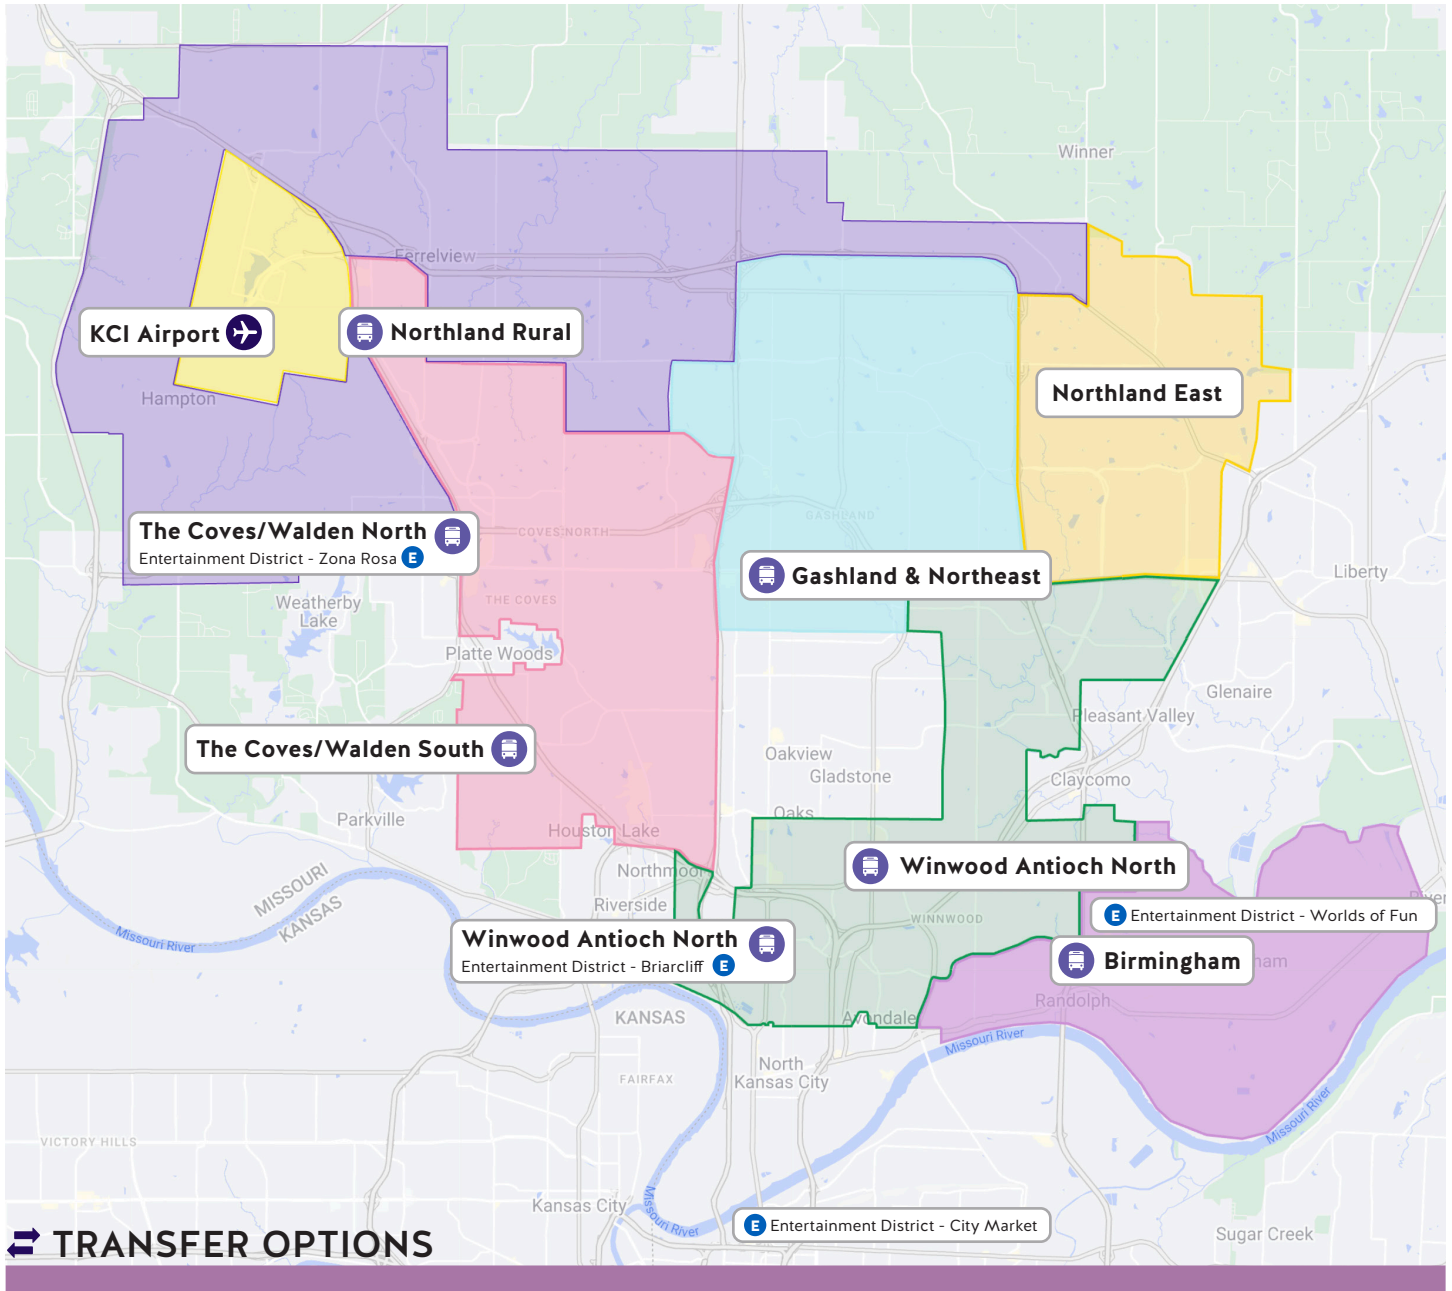 Winner
Ferrelview
KCI Airport
Northland Rural
Hampton
Northland East
GASHLAND
The Coves/Walden North
Entertainment District - Zona Rosa E
COVES NORTH
Gashland & Northeast
Liberty
THE COVES
Weatherby
Lake
Platte Woods
Glenaire
Pleasant Valley
The Coves/Walden South
Oakview
Gladstone
Claycomo
Oaks
Parkville
Houston Lake
Winwood Antioch North
Northmoor
MISSOURI
KANSAS
Riverside
WINNWOOD
E Entertainment District - Worlds of Fun
Missouri River
Winwood Antioch North
Entertainment District - Briarcliff E
Birmingham
ham
Randolph
KANSAS
Avondale
Missouri River
North
Kansas City
FAIRFAX
Missouri River
VICTORY HILLS
Kansas City
Missouri River
E Entertainment District - City Market
Sugar Creek
TRANSFER OPTIONS